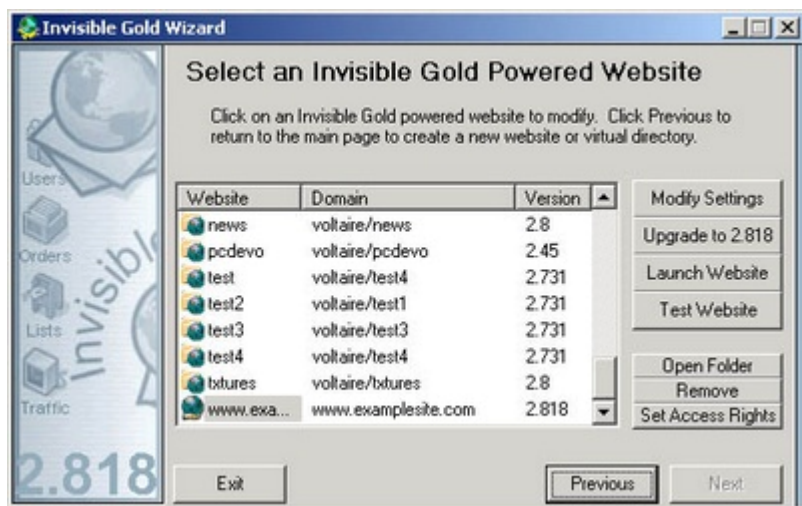 Invisible Gold Wizard
Select an Invisible Gold Powered Website
Click on an Invisible Gold powered website to modify. Click Previous to
return to the main page to create a new website or virtual directory.
Users
Orders
Lists
Traffic
Invisible
2.818
Website Domain Version
news voltaire/news 2.8
pcdevo voltaire/pcdevo 2.45
test voltaire/test4 2.731
test2 voltaire/test1 2.731
test3 voltaire/test3 2.731
test4 voltaire/test4 2.731
txtures voltaire/txtures 2.8
www.exa... www.examplesite.com 2.818
Modify Settings
Upgrade to 2.818
Launch Website
Test Website
Open Folder
Remove
Set Access Rights
Exit
Previous
Next